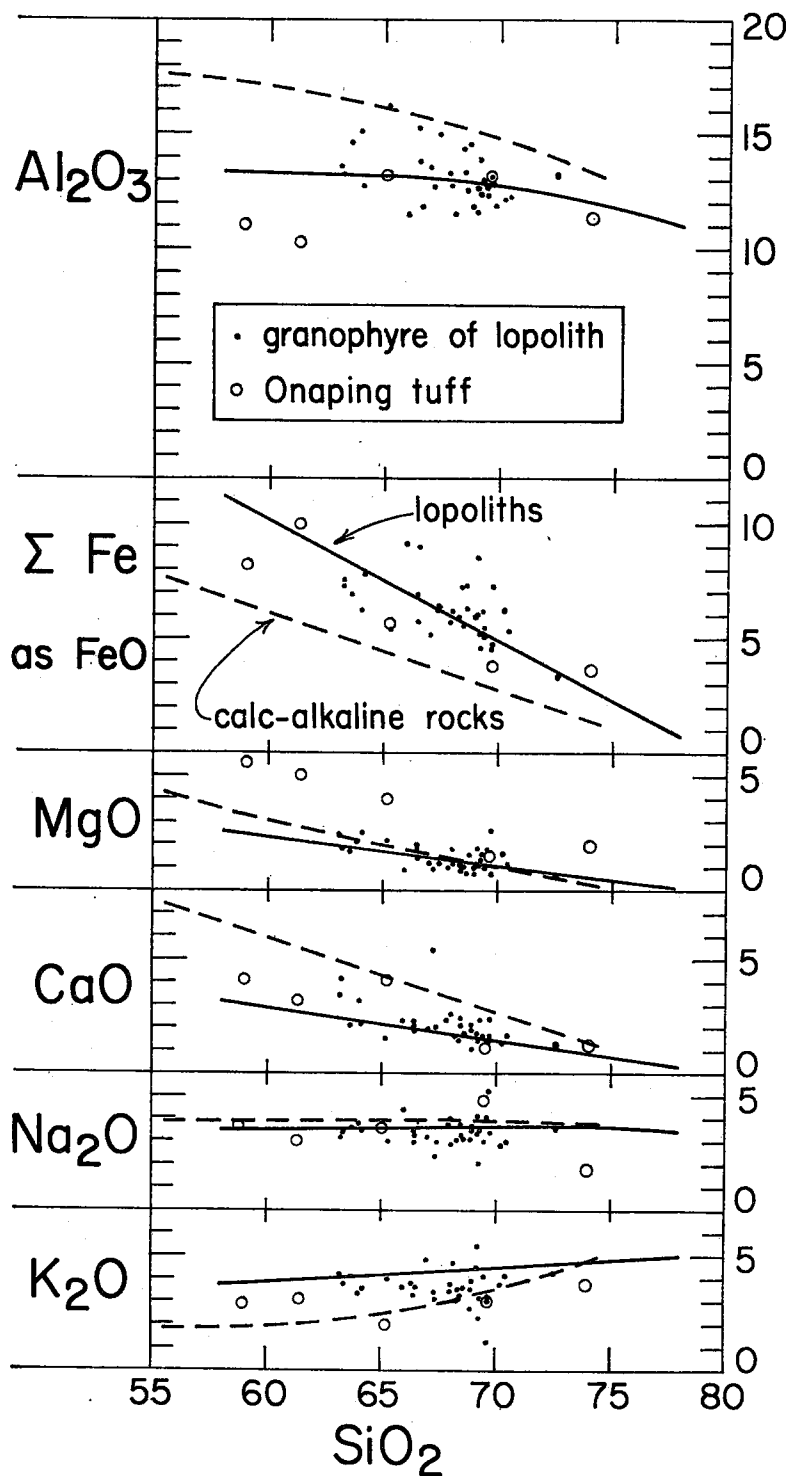 20
15
Al₂O₃
10
• granophyre of lopolith
○ Onaping tuff
5
0
lopoliths
10
Σ Fe
as FeO
5
calc-alkaline rocks
0
5
MgO
0
5
CaO
0
5
Na₂O
0
5
K₂O
0
55 60 65 70 75 80
SiO₂